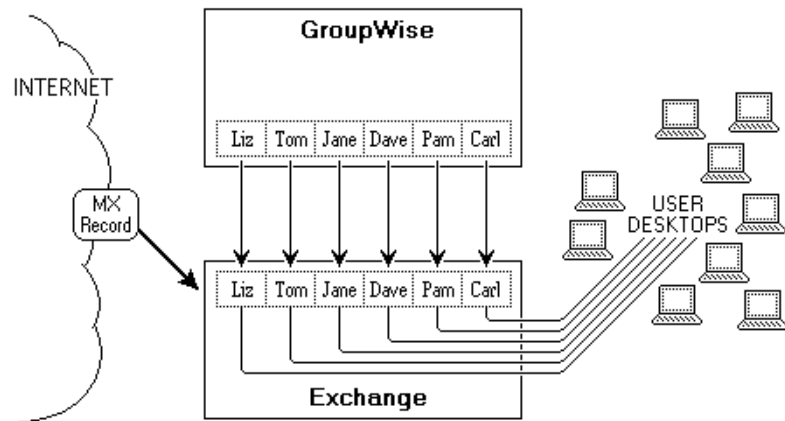 GroupWise
INTERNET
Liz Tom Jane Dave Pam Carl
MX
Record
USER
DESKTOPS
Liz Tom Jane Dave Pam Carl
Exchange